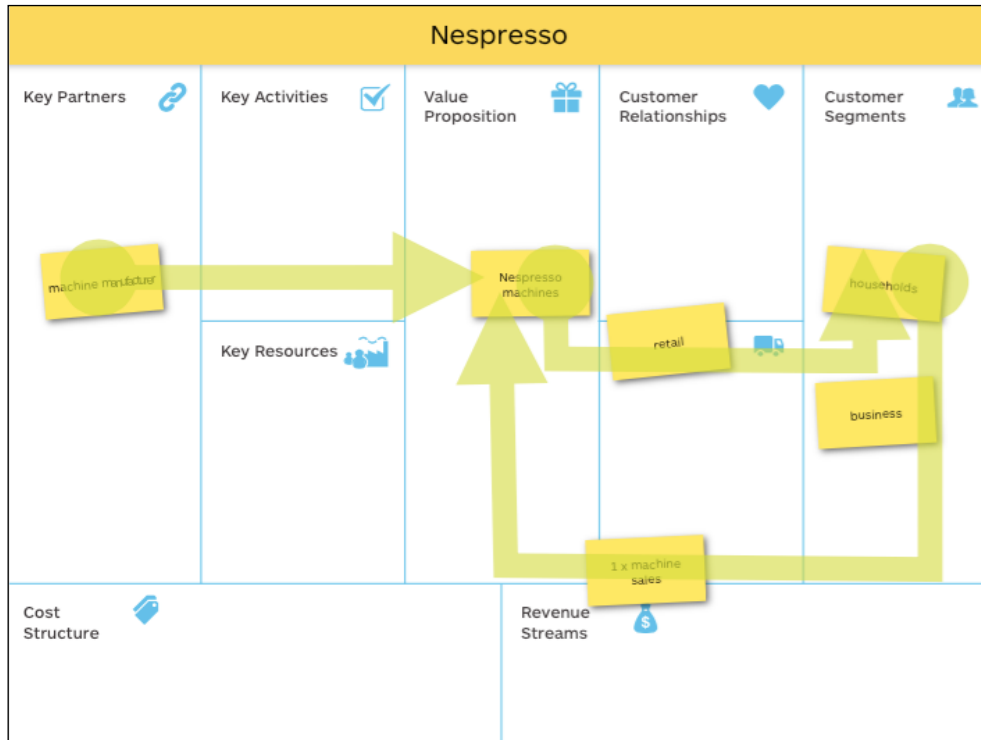 Nespresso
Key Partners
Key Activities
Value
Proposition
Customer
Relationships
Customer
Segments
machine manufacturer
Nespresso
machines
households
Key Resources
retail
business
1 x machine
sales
Cost
Structure
Revenue
Streams
$